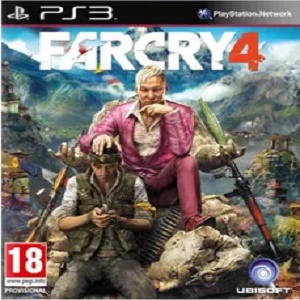 PS3
PlayStation Network
FARCRY4
18
www.pegi.info
PROVISIONAL
UBISOFT